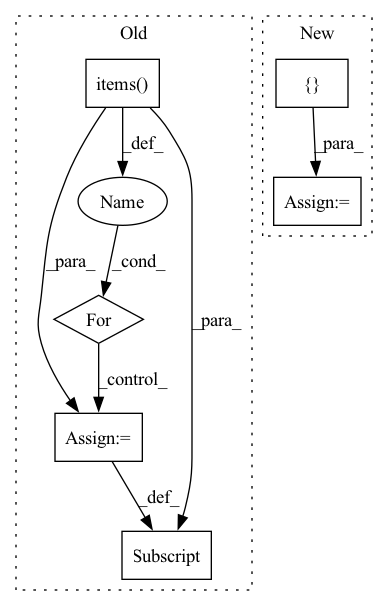 Old
New
items()
{}
_def_
_para_
Name
Assign:=
_para_
_cond_
_para_
For
_control_
Assign:=
_def_
Subscript